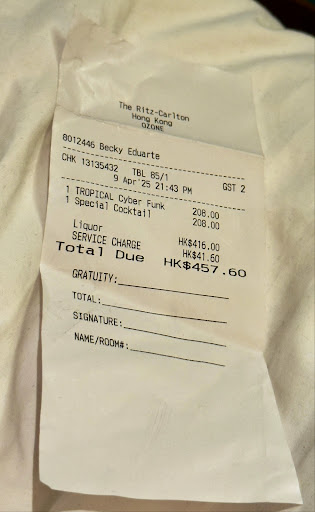 The Ritz-Carlton
Hong Kong
OZONE
8012446 Becky Eduarte
CHK 13135432 TBL 85/1 GST 2
9 Apr'25 21:43 PM
1 TROPICAL Cyber Funk 208.00
1 Special Cocktail 208.00
Liquor HK$416.00
SERVICE CHARGE HK$41.60
Total Due HK$457.60
GRATUITY:
TOTAL:
SIGNATURE:
NAME/ROOM#: